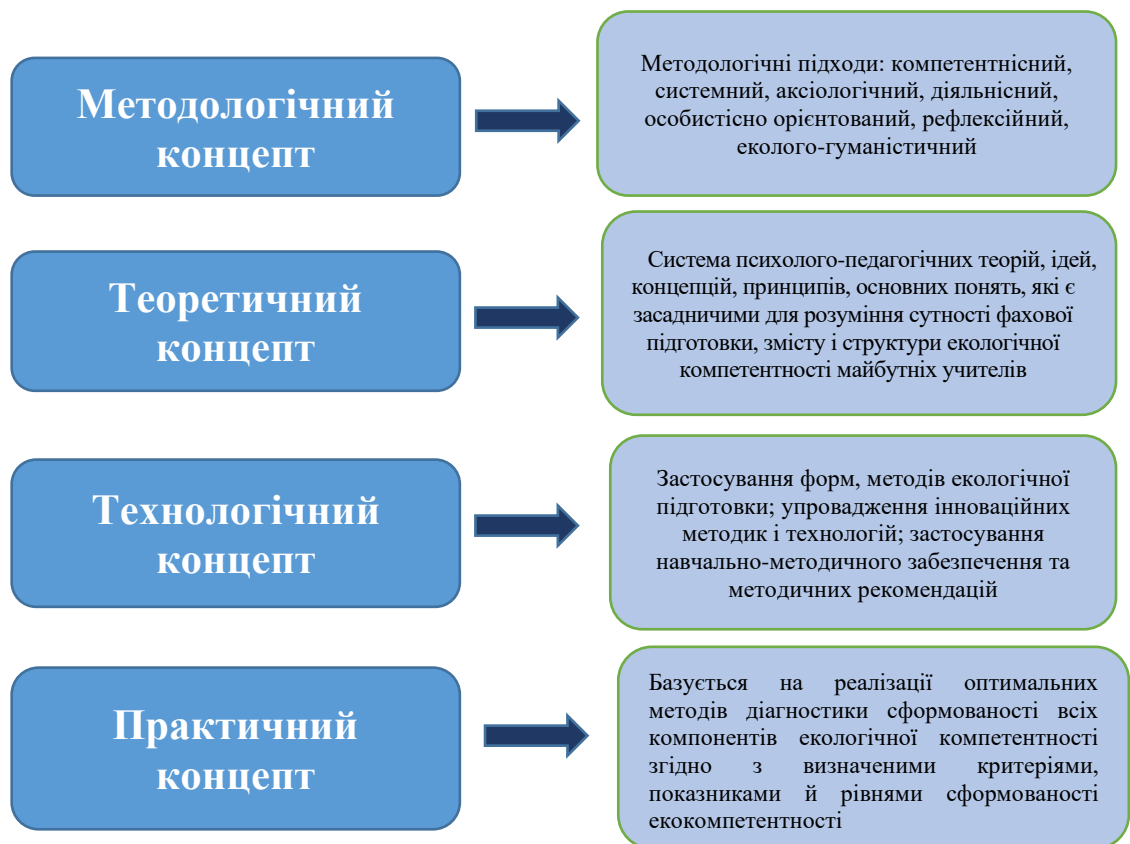 Методологічний
концепт
Методологічні підходи: компетентнісний,
системний, аксіологічний, діяльнісний,
особистісно орієнтований, рефлексійний,
еколого-гуманістичний
Теоретичний
концепт
Система психолого-педагогічних теорій, ідей,
концепцій, принципів, основних понять, які є
засадничими для розуміння сутності фахової
підготовки, змісту і структури екологічної
компетентності майбутніх учителів
Технологічний
концепт
Застосування форм, методів екологічної
підготовки; упровадження інноваційних
методик і технологій; застосування
навчально-методичного забезпечення та
методичних рекомендацій
Практичний
концепт
Базується на реалізації оптимальних
методів діагностики сформованості всіх
компонентів екологічної компетентності
згідно з визначеними критеріями,
показниками й рівнями сформованості
екокомпетентності